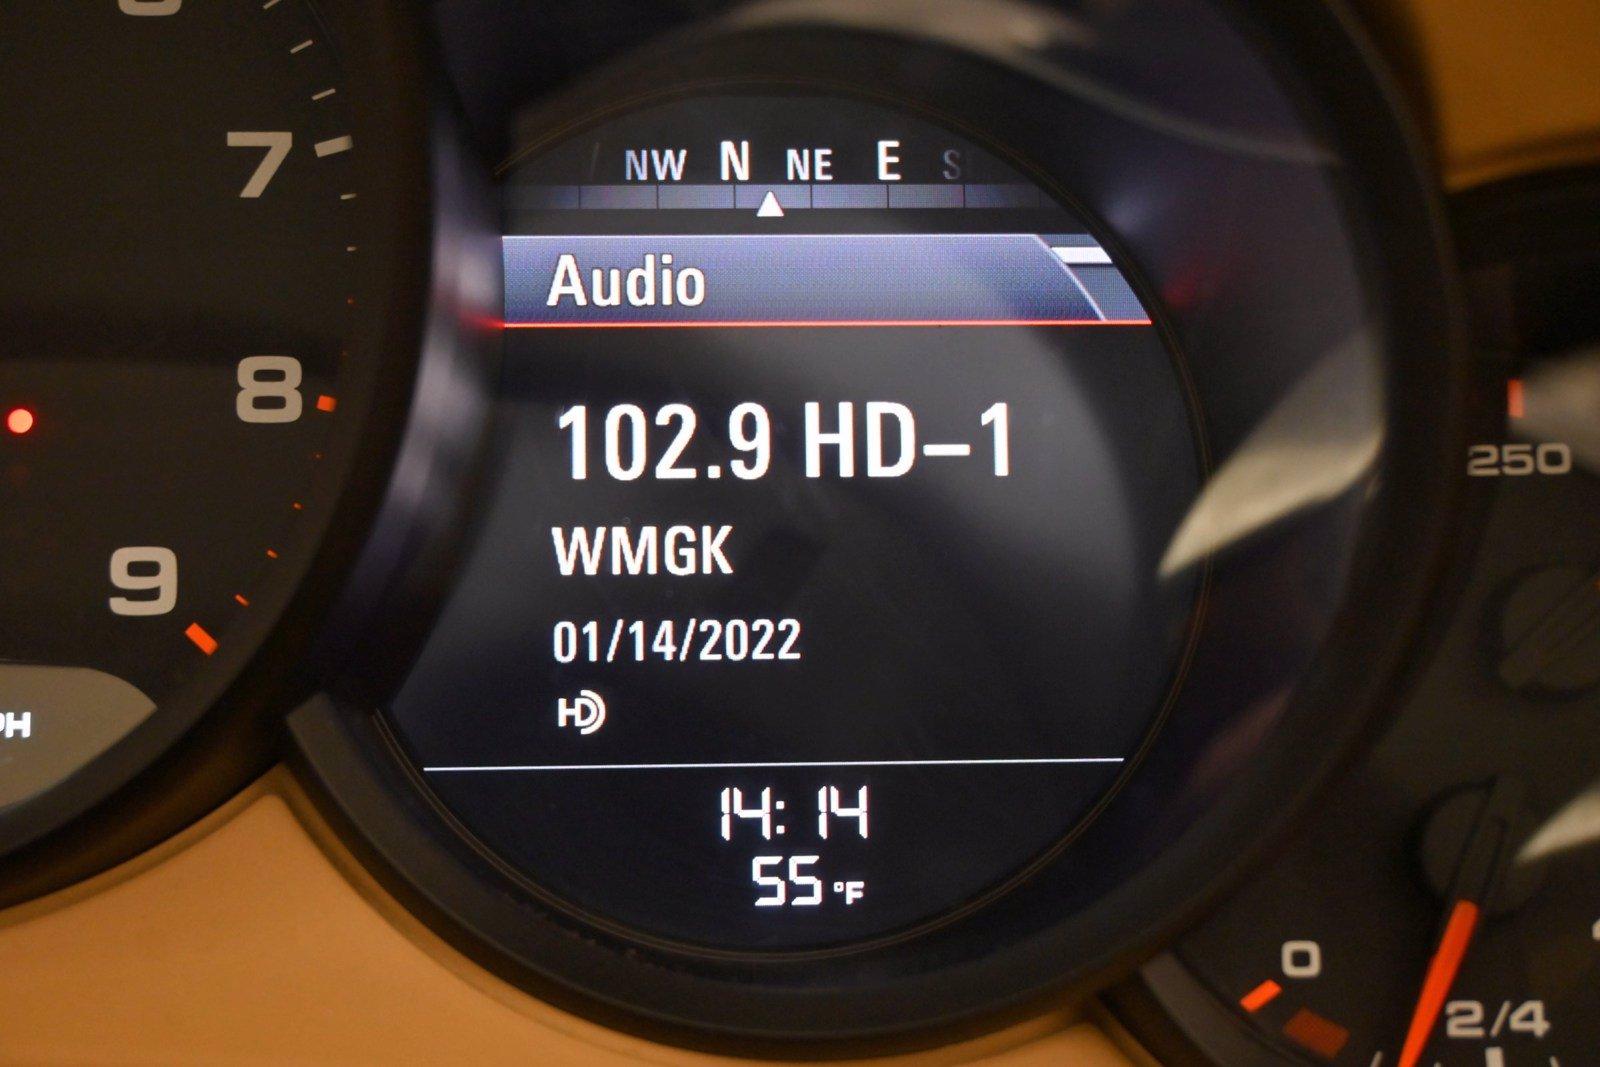 NW N NE E S
7
Audio
8
102.9 HD-1
250
WMGK
9
01/14/2022
HD
PH
14:14
55°F
0
2/4